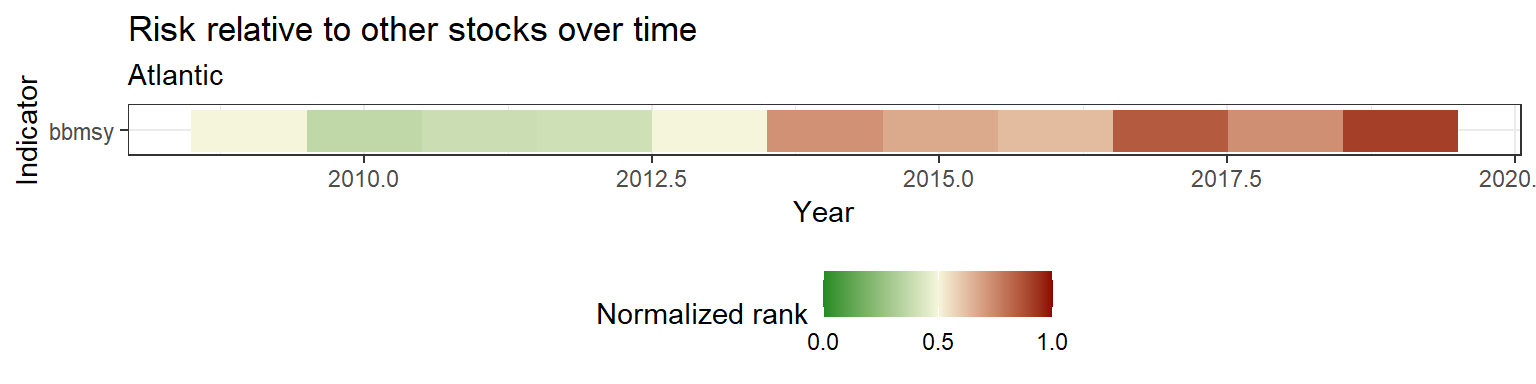 Risk relative to other stocks over time
Atlantic
Indicator
bbmsy
2010.0 2012.5 2015.0 2017.5 2020.
Year
Normalized rank
0.0 0.5 1.0